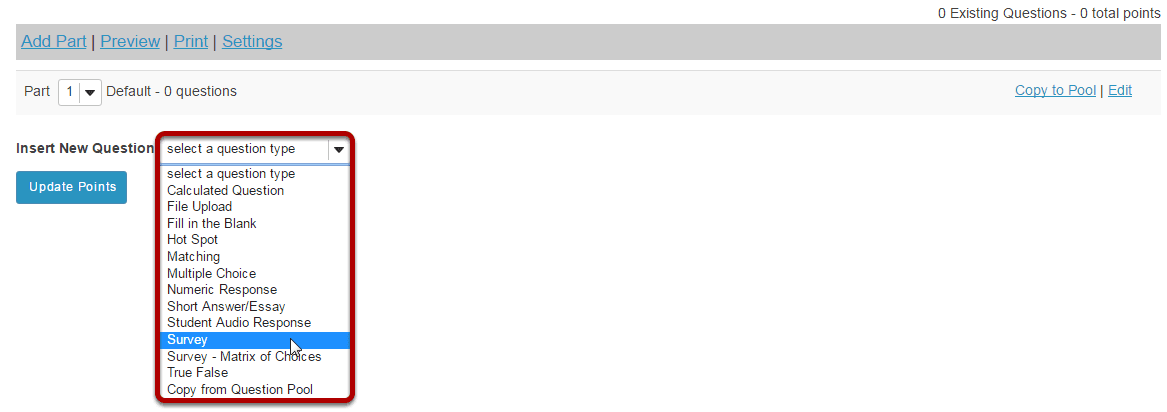 0 Existing Questions - 0 total points
Add Part | Preview | Print | Settings
Part 1 Default - 0 questions Copy to Pool | Edit
Insert New Question select a question type
select a question type
Calculated Question
Update Points
File Upload
Fill in the Blank
Hot Spot
Matching
Multiple Choice
Numeric Response
Short Answer/Essay
Student Audio Response
Survey
Survey - Matrix of Choices
True False
Copy from Question Pool